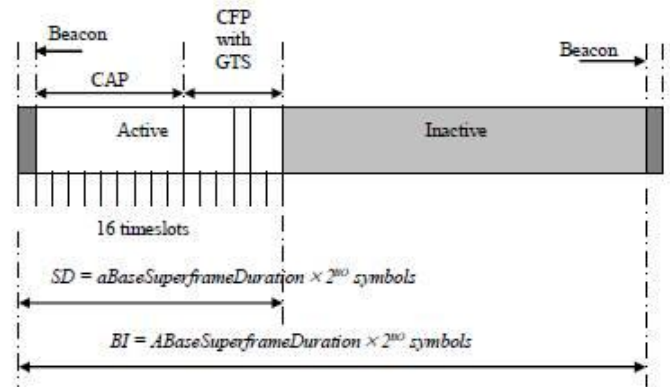 CFP
with
GTS
Beacon
Beacon
CAP
Active
Inactive
16 timeslots
SD = aBaseSuperframeDuration × 2^BO symbols
BI = ABaseSuperframeDuration × 2^BO symbols